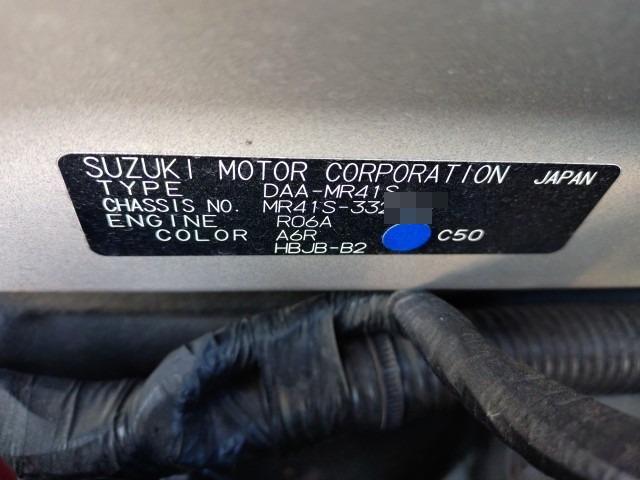 SUZUKI MOTOR CORPORATION JAPAN
TYPE DAA-MR41S
CHASSIS NO. MR41S-332
ENGINE R06A
COLOR A6R C50
HBJB-B2